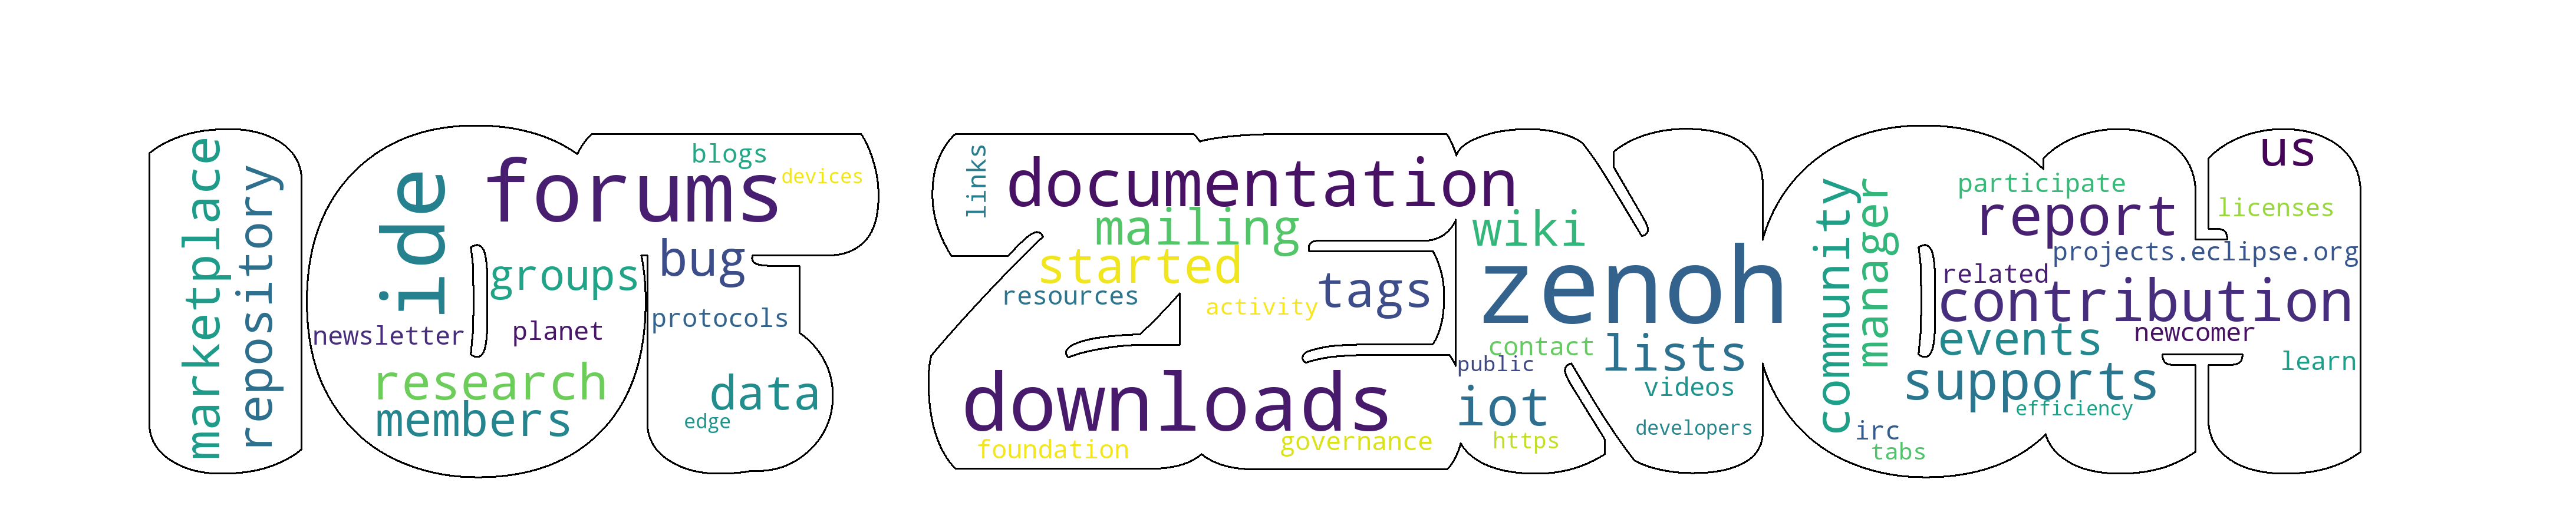 marketplace
repository
ide
forums
blogs
devices
groups
bug
newsletter
planet
protocols
research
members
data
edge
links
documentation
mailing
started
resources
activity
tags
downloads
foundation
governance
wiki
zenoh
contact
public
lists
iot
videos
https
developers
community
manager
irc
tabs
us
participate
report
licenses
projects.eclipse.org
related
contribution
events
newcomer
learn
supports
efficiency